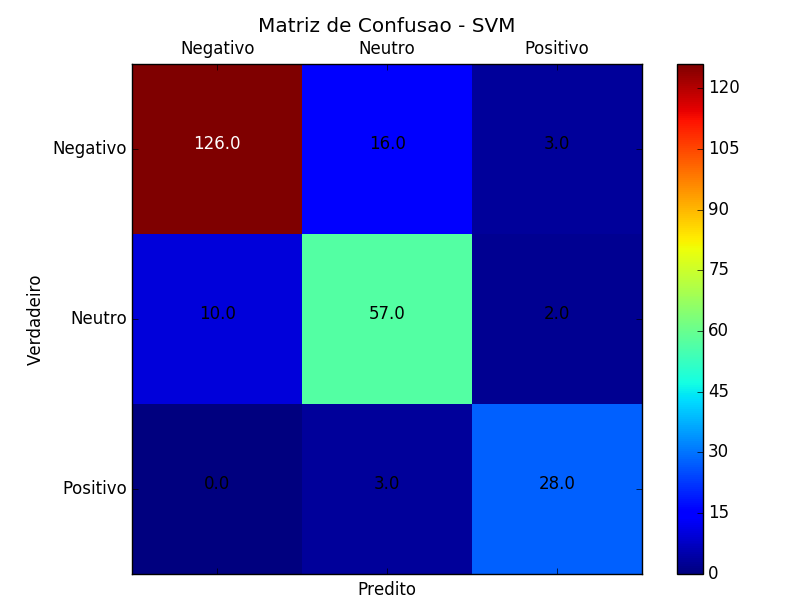 Matriz de Confusao - SVM
Negativo Neutro Positivo
Negativo 126.0 16.0 3.0
Neutro 10.0 57.0 2.0
Positivo 0.0 3.0 28.0
Verdadeiro
Predito
120
105
90
75
60
45
30
15
0